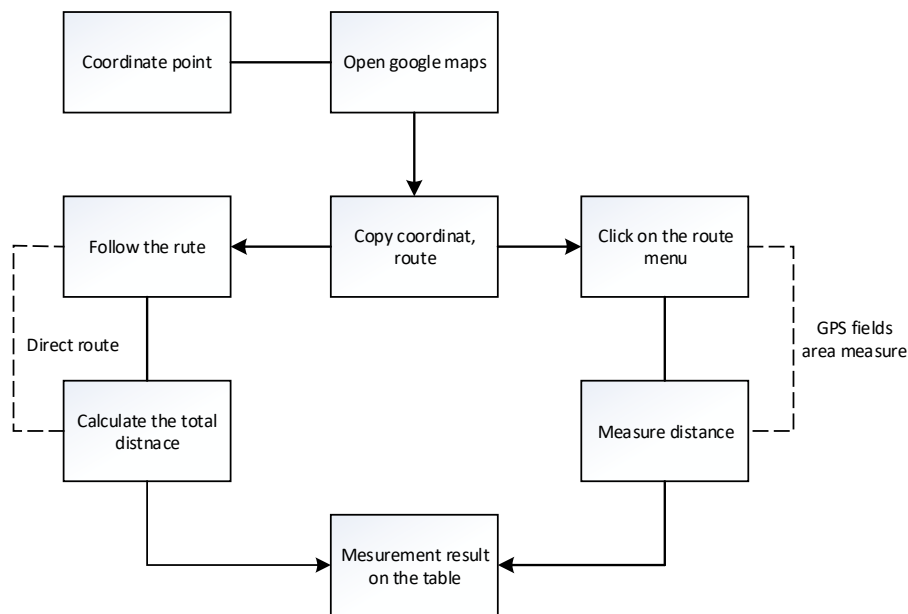 Coordinate point
Open google maps
Follow the rute
Copy coordinat,
route
Click on the route
menu
Direct route
GPS fields
area measure
Calculate the total
distnace
Measure distance
Mesurement result
on the table